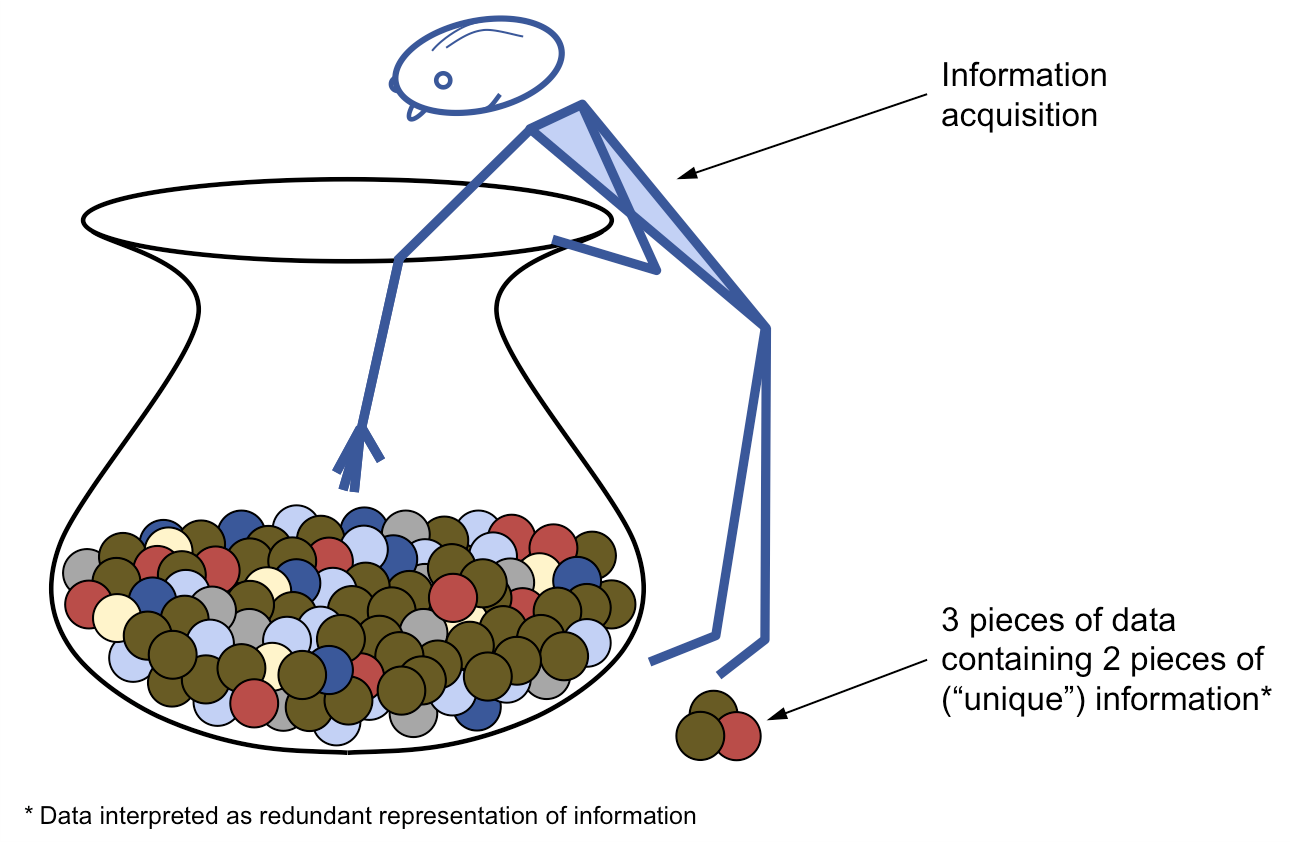 Information
acquisition
3 pieces of data
containing 2 pieces of
(“unique”) information*
* Data interpreted as redundant representation of information